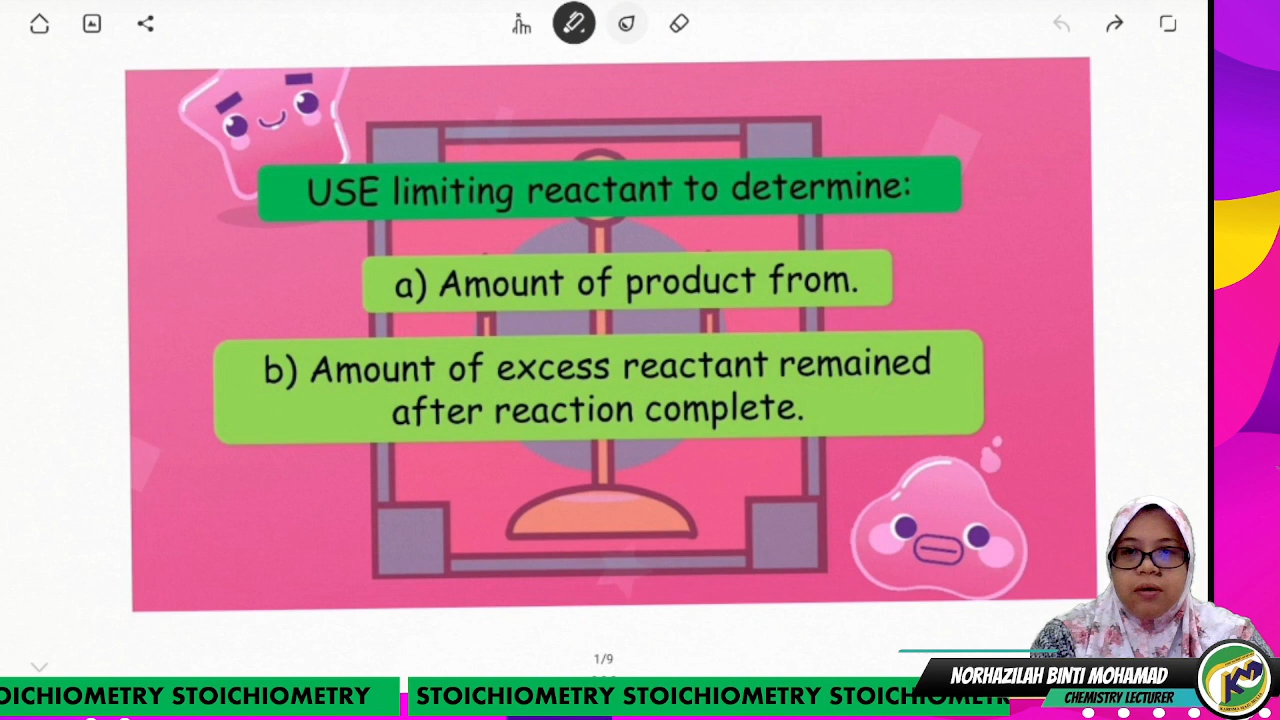 USE limiting reactant to determine:
a) Amount of product from.
b) Amount of excess reactant remained
after reaction complete.
1/9
NORHAZILAH BINTI MOHAMAD
CHEMISTRY LECTURER
OICHIOMETRY STOICHIOMETRY
STOICHIOMETRY STOICHIOMETRY STOICHIOMETR